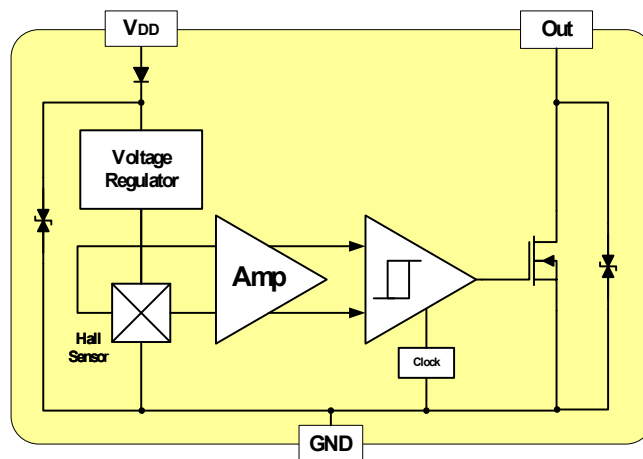 VDD
Out
Voltage
Regulator
Amp
Hall
Sensor
Clock
GND